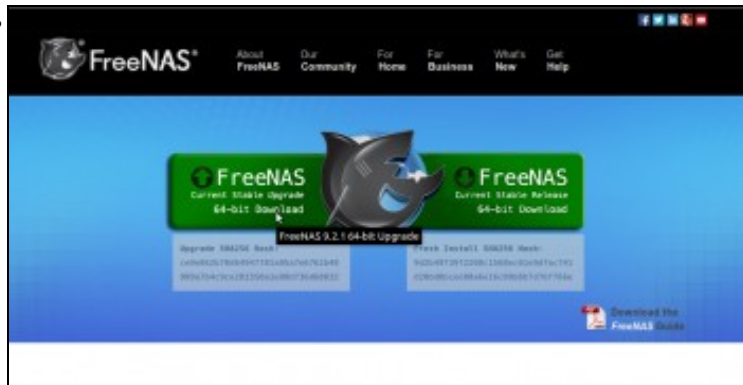 FreeNAS®
About FreeNAS
Our Community
For Home
For Business
What's New
Get Help
FreeNAS
Current Stable Upgrade
64-bit Download
FreeNAS
Current Stable Release
64-bit Download
FreeNAS 9.2.1 64-bit Upgrade
Upgrade SHA256 Hash:
Fresh Install SHA256 Hash:
Download the
FreeNAS Guide